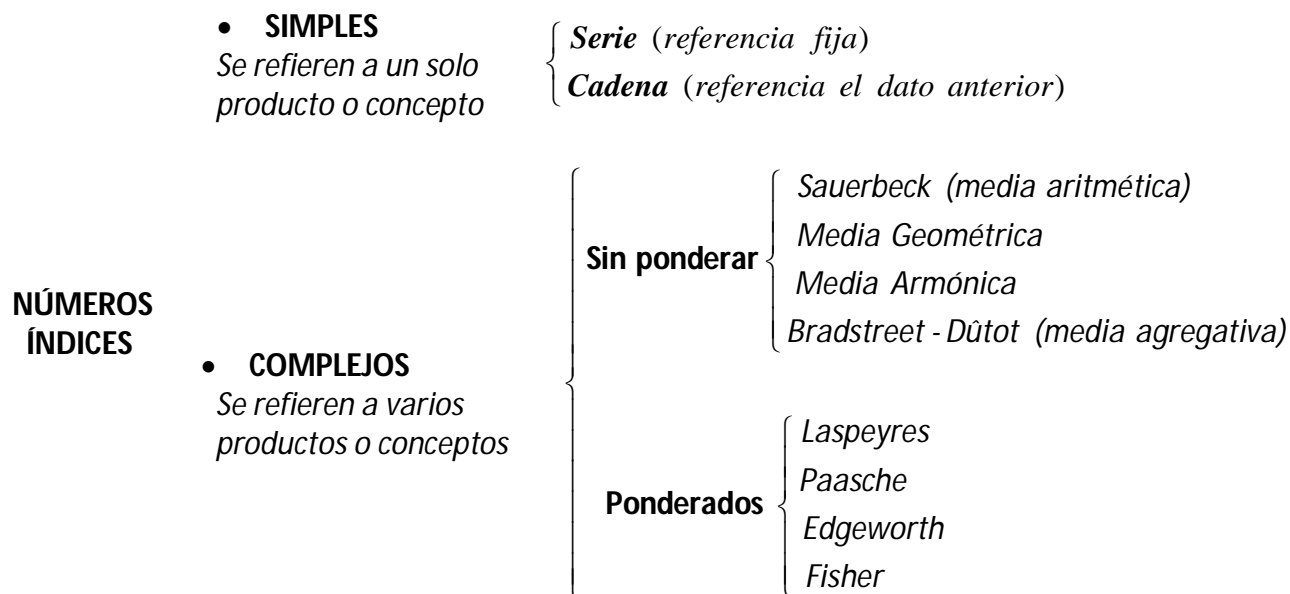 • SIMPLES
Se refieren a un solo
producto o concepto
Serie (referencia fija)
Cadena (referencia el dato anterior)
NÚMEROS
ÍNDICES
• COMPLEJOS
Se refieren a varios
productos o conceptos
Sin ponderar
Sauerbeck (media aritmética)
Media Geométrica
Media Armónica
Bradstreet - Dûtot (media agregativa)
Ponderados
Laspeyres
Paasche
Edgeworth
Fisher